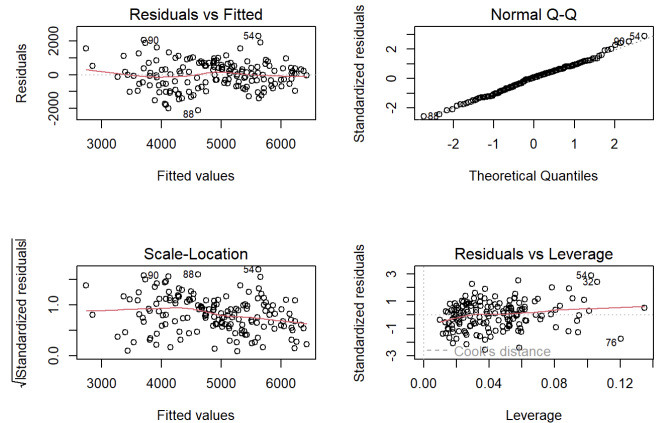 Residuals vs Fitted
Residuals
2000
0
-2000
90
54
88
3000 4000 5000 6000
Fitted values
Normal Q-Q
Standardized residuals
2
0
-2
90 54
88
-2 -1 0 1 2
Theoretical Quantiles
Scale-Location
√|Standardized residuals|
1.0
0.0
90
88
54
3000 4000 5000 6000
Fitted values
Residuals vs Leverage
Standardized residuals
3
1
-1
-3
54
32
76
Cook's distance
0.00 0.04 0.08 0.12
Leverage